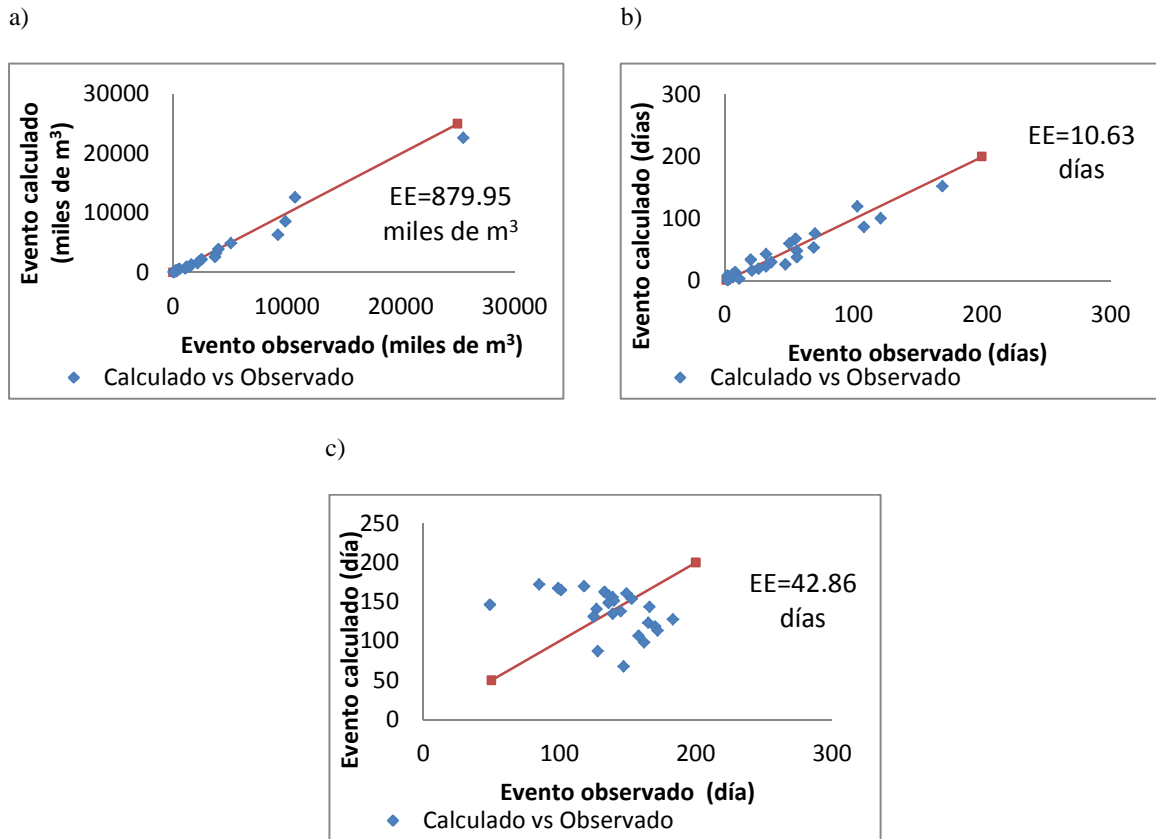 a)
30000
20000
10000
0
0
10000
20000
30000
Evento calculado
(miles de m³)
EE=879.95
miles de m³
Evento observado (miles de m³)
Calculado vs Observado
b)
300
200
100
0
0
100
200
300
Evento calculado (días)
EE=10.63
días
Evento observado (días)
Calculado vs Observado
c)
250
200
150
100
50
0
0
100
200
300
Evento calculado (día)
EE=42.86
días
Evento observado (día)
Calculado vs Observado